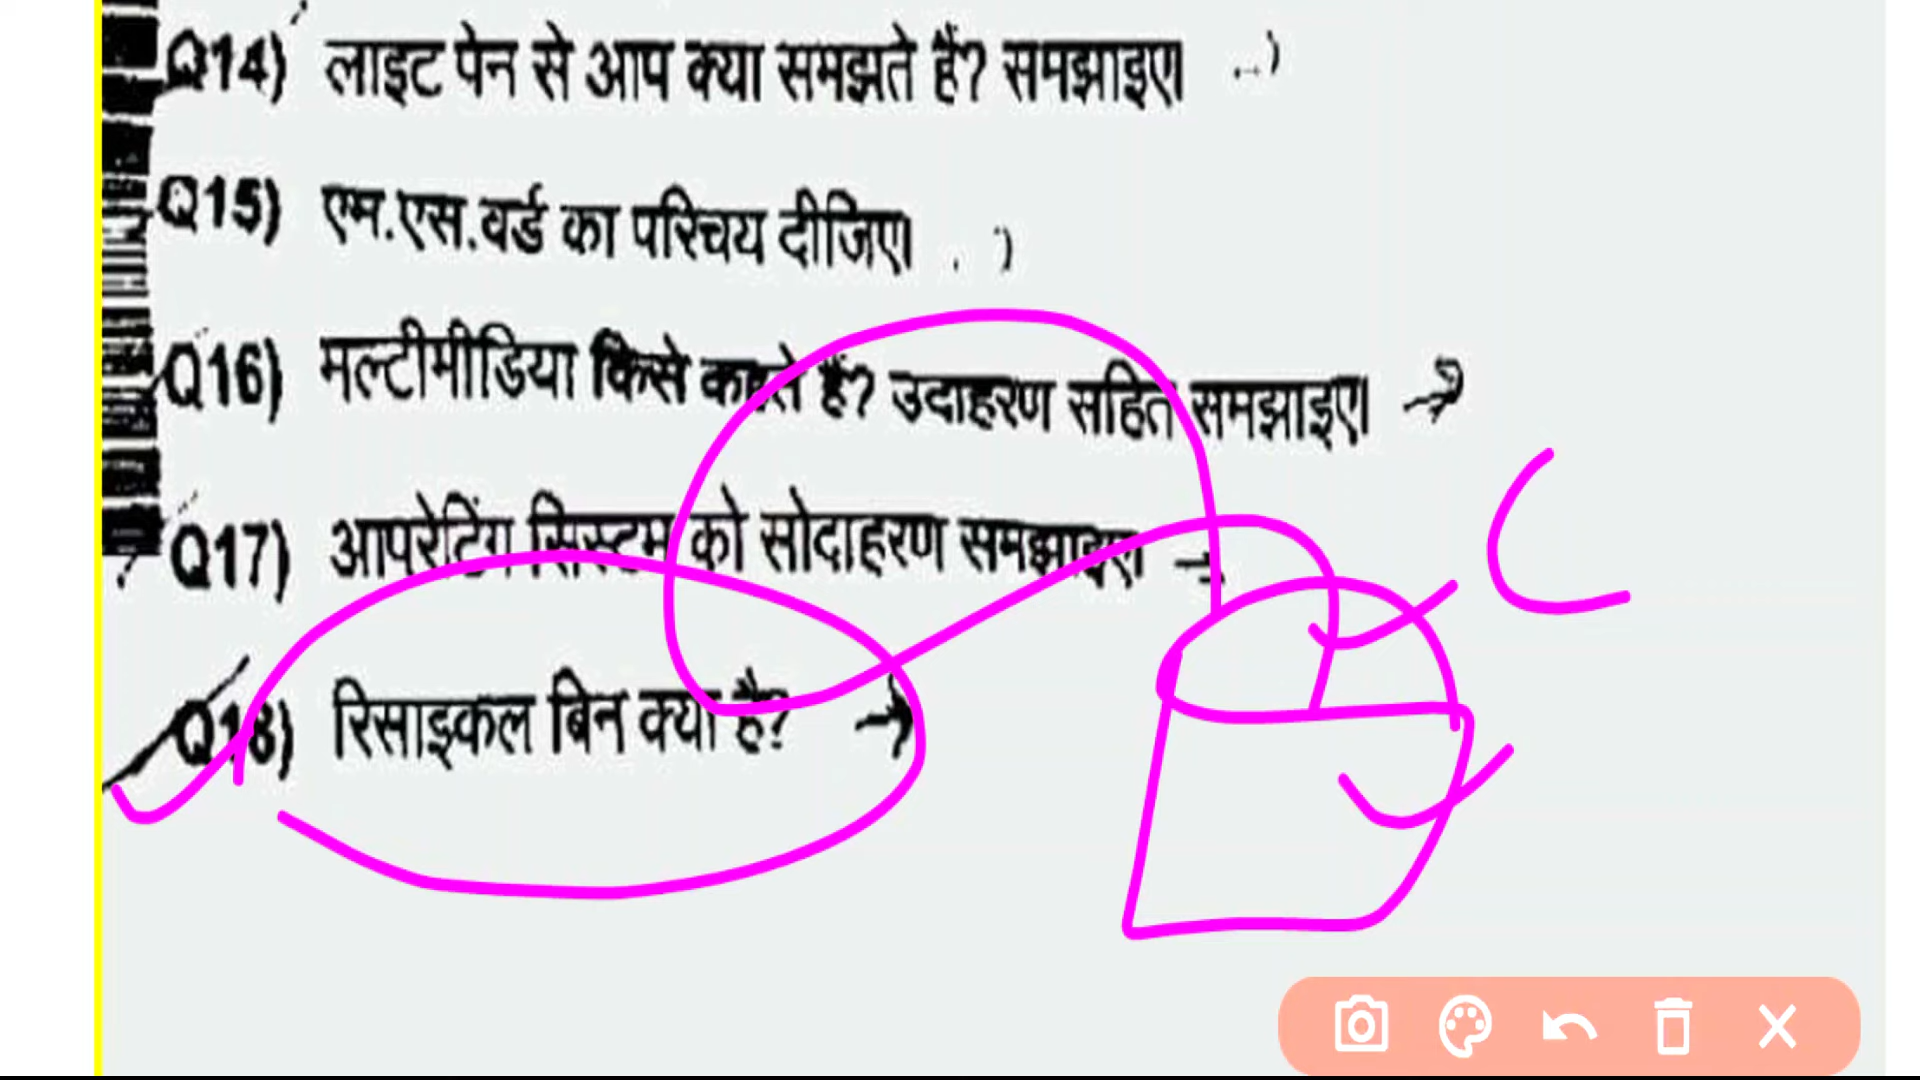 Q14) लाइट पेन से आप क्या समझते हैं? समझाइए।
Q15) एम.एस.वर्ड का परिचय दीजिए।
Q16) मल्टीमीडिया किसे कहते हैं? उदाहरण सहित समझाइए।
Q17) आपरेटिंग सिस्टम को सोदाहरण समझाइए।
Q18) रिसाइकल बिन क्या है?